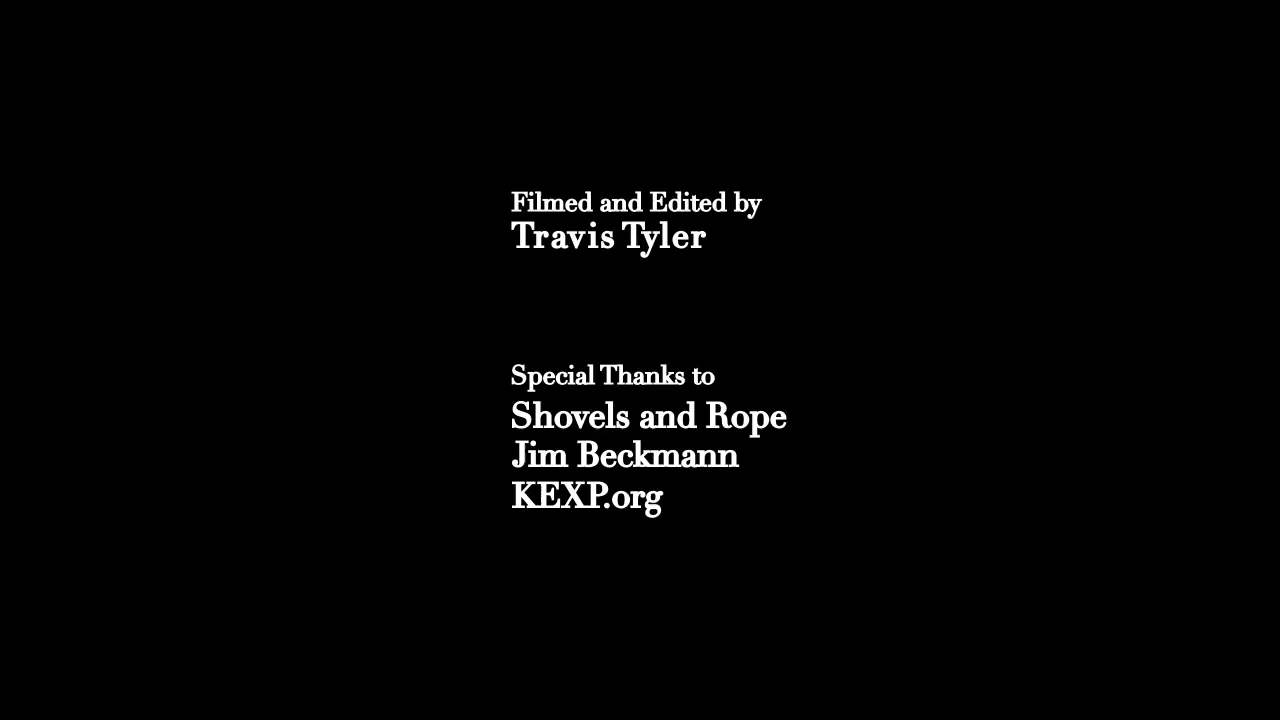 Filmed and Edited by
Travis Tyler
Special Thanks to
Shovels and Rope
Jim Beckmann
KEXP.org